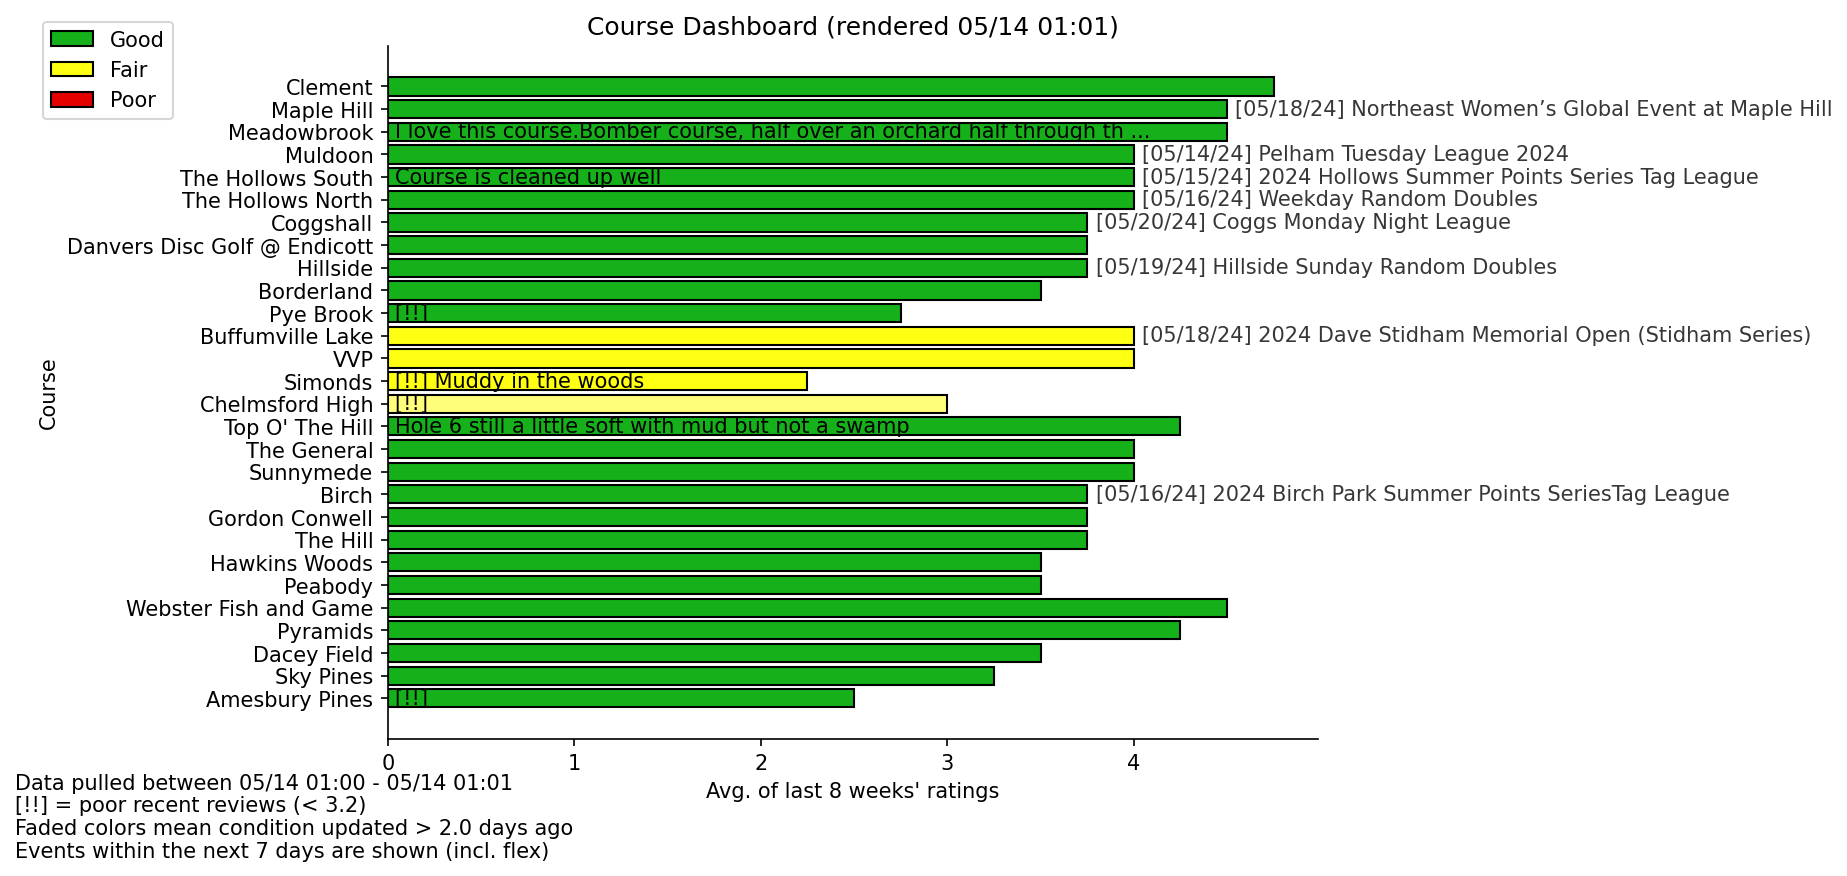 Course Dashboard (rendered 05/14 01:01)
Good
Fair
Poor
Clement
Maple Hill [05/18/24] Northeast Women’s Global Event at Maple Hill
Meadowbrook I love this course.Bomber course, half over an orchard half through th ...
Muldoon [05/14/24] Pelham Tuesday League 2024
The Hollows South Course is cleaned up well [05/15/24] 2024 Hollows Summer Points Series Tag League
The Hollows North [05/16/24] Weekday Random Doubles
Coggshall [05/20/24] Coggs Monday Night League
Danvers Disc Golf @ Endicott
Hillside [05/19/24] Hillside Sunday Random Doubles
Borderland
Pye Brook [!!]
Buffumville Lake [05/18/24] 2024 Dave Stidham Memorial Open (Stidham Series)
VVP
Simonds [!!] Muddy in the woods
Chelmsford High [!!]
Top O' The Hill Hole 6 still a little soft with mud but not a swamp
The General
Sunnymede
Birch [05/16/24] 2024 Birch Park Summer Points SeriesTag League
Gordon Conwell
The Hill
Hawkins Woods
Peabody
Webster Fish and Game
Pyramids
Dacey Field
Sky Pines
Amesbury Pines [!!]
Course
0 1 2 3 4
Avg. of last 8 weeks' ratings
Data pulled between 05/14 01:00 - 05/14 01:01
[!!] = poor recent reviews (< 3.2)
Faded colors mean condition updated > 2.0 days ago
Events within the next 7 days are shown (incl. flex)